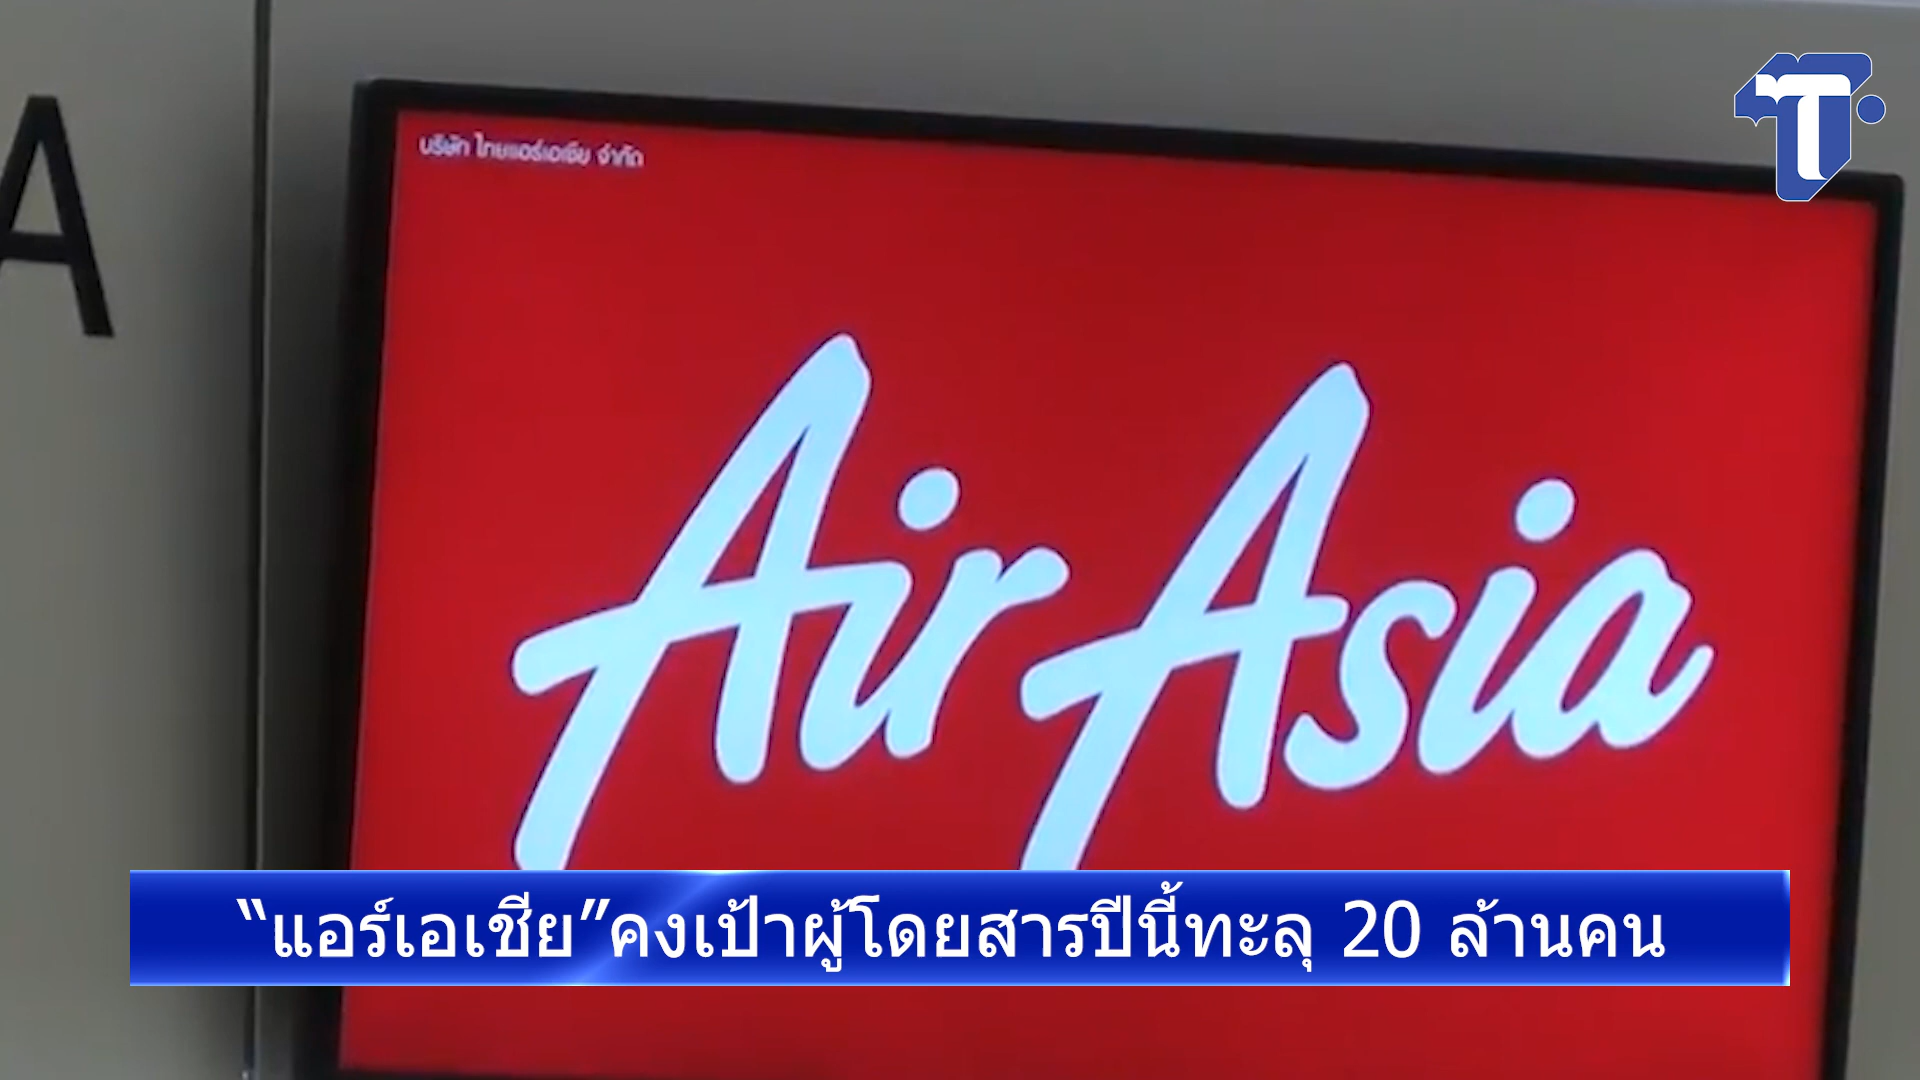 A
บริษัท ไทยแอร์เอเชีย จำกัด
T
AirAsia
“แอร์เอเชีย”คงเป้าผู้โดยสารปีนี้ทะลุ 20 ล้านคน